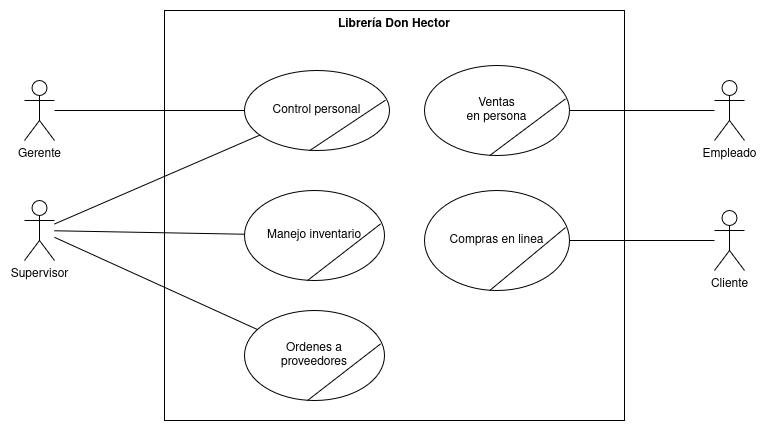 Librería Don Hector
Control personal
Ventas
en persona
Gerente
Empleado
Manejo inventario
Compras en linea
Supervisor
Cliente
Ordenes a
proveedores